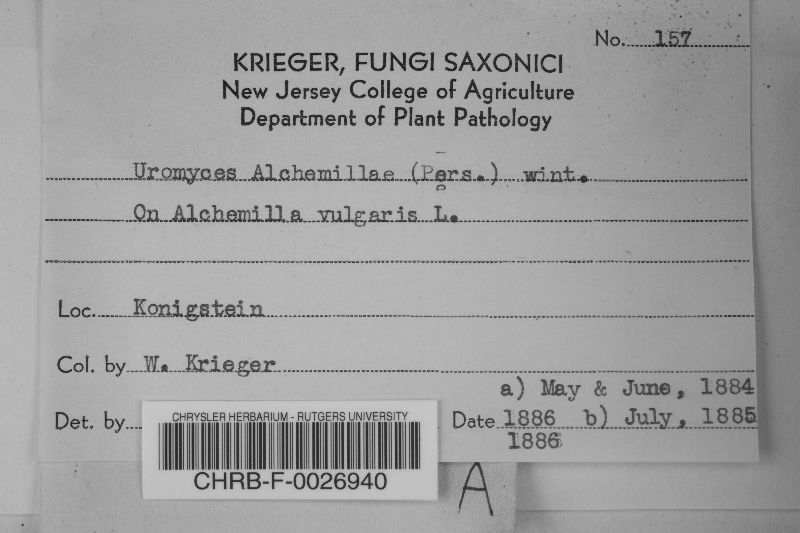 No. 157
KRIEGER, FUNGI SAXONICI
New Jersey College of Agriculture
Department of Plant Pathology
Uromyces Alchemillae (Pers.) wint.
On Alchemilla vulgaris L.
Loc. Konigstein
Col. by W. Krieger
a) May & June, 1884
Det. by
Date 1886 b) July, 1885
1886
CHRYSLER HERBARIUM - RUTGERS UNIVERSITY
CHRB-F-0026940
A